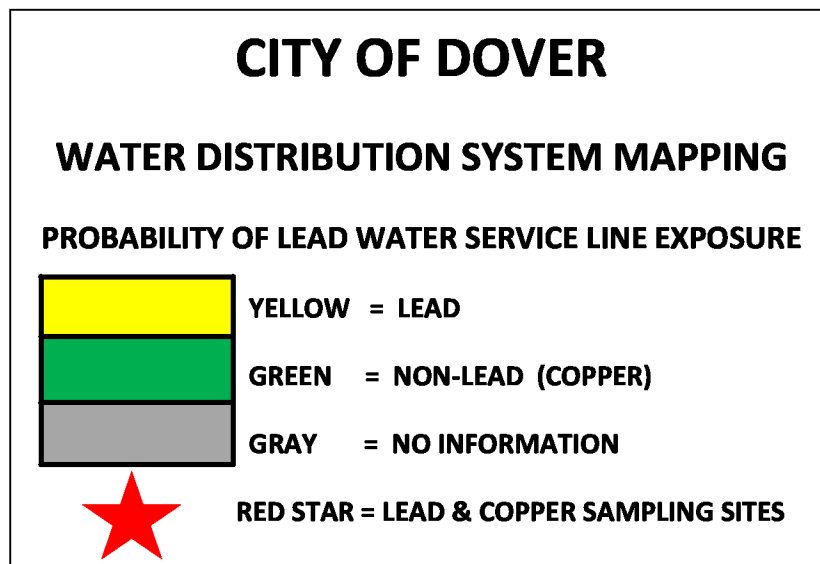 CITY OF DOVER
WATER DISTRIBUTION SYSTEM MAPPING
PROBABILITY OF LEAD WATER SERVICE LINE EXPOSURE
YELLOW = LEAD
GREEN = NON-LEAD (COPPER)
GRAY = NO INFORMATION
RED STAR = LEAD & COPPER SAMPLING SITES